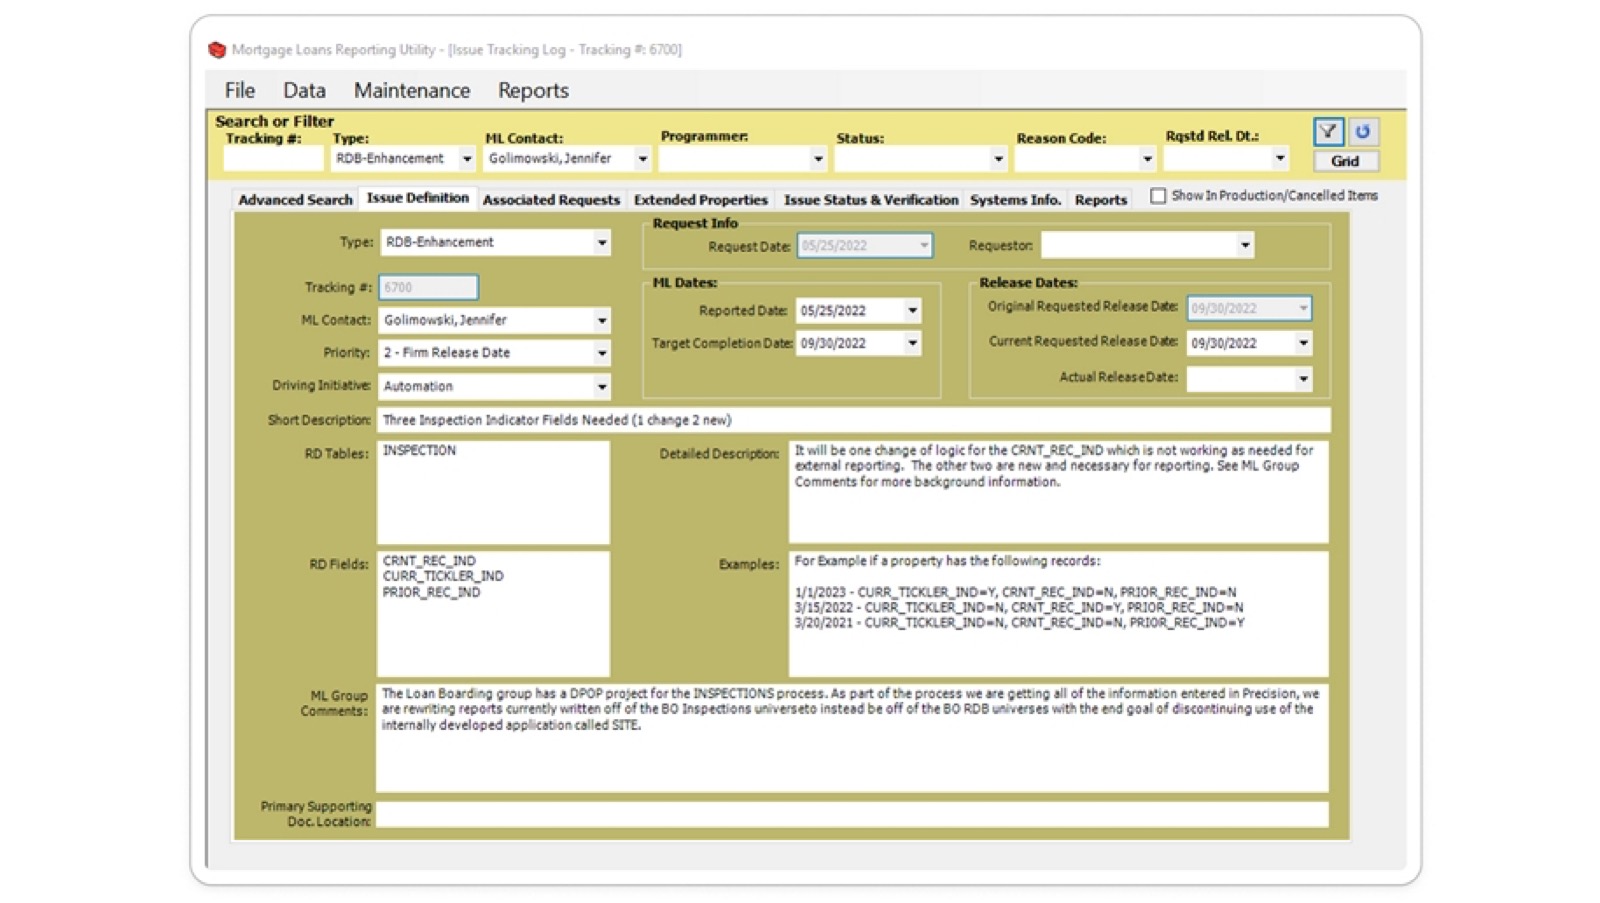 Mortgage Loans Reporting Utility - [Issue Tracking Log - Tracking #: 6700]
File Data Maintenance Reports
Search or Filter
Tracking #: Type: ML Contact: Programmer: Status: Reason Code: Rqstd Rel. Dt.:
RDB-Enhancement Golimowski, Jennifer
Grid
Advanced Search Issue Definition Associated Requests Extended Properties Issue Status & Verification Systems Info. Reports Show In Production/Cancelled Items
Request Info
Type: RDB-Enhancement Request Date: 05/25/2022 Requestor:
ML Dates: Release Dates:
Tracking #: 6700
Reported Date: 05/25/2022 Original Requested Release Date: 09/30/2022
ML Contact: Golimowski, Jennifer
Target Completion Date: 09/30/2022 Current Requested Release Date: 09/30/2022
Priority: 2 - Firm Release Date
Actual Release Date:
Driving Initiative: Automation
Short Description: Three Inspection Indicator Fields Needed (1 change 2 new)
RD Tables: INSPECTION
Detailed Description: It will be one change of logic for the CRNT_REC_IND which is not working as needed for
external reporting. The other two are new and necessary for reporting. See ML Group
Comments for more background information.
RD Fields: CRNT_REC_IND
CURR_TICKLER_IND
PRIOR_REC_IND
Examples: For Example if a property has the following records:
1/1/2023 - CURR_TICKLER_IND=Y, CRNT_REC_IND=N, PRIOR_REC_IND=N
3/15/2022 - CURR_TICKLER_IND=N, CRNT_REC_IND=Y, PRIOR_REC_IND=N
3/20/2021 - CURR_TICKLER_IND=N, CRNT_REC_IND=N, PRIOR_REC_IND=Y
ML Group
Comments:
The Loan Boarding group has a DPOP project for the INSPECTIONS process. As part of the process we are getting all of the information entered in Precision, we
are rewriting reports currently written off of the BO Inspections universeto instead be off of the BO RDB universes with the end goal of discontinuing use of the
internally developed application called SITE.
Primary Supporting
Doc. Location: